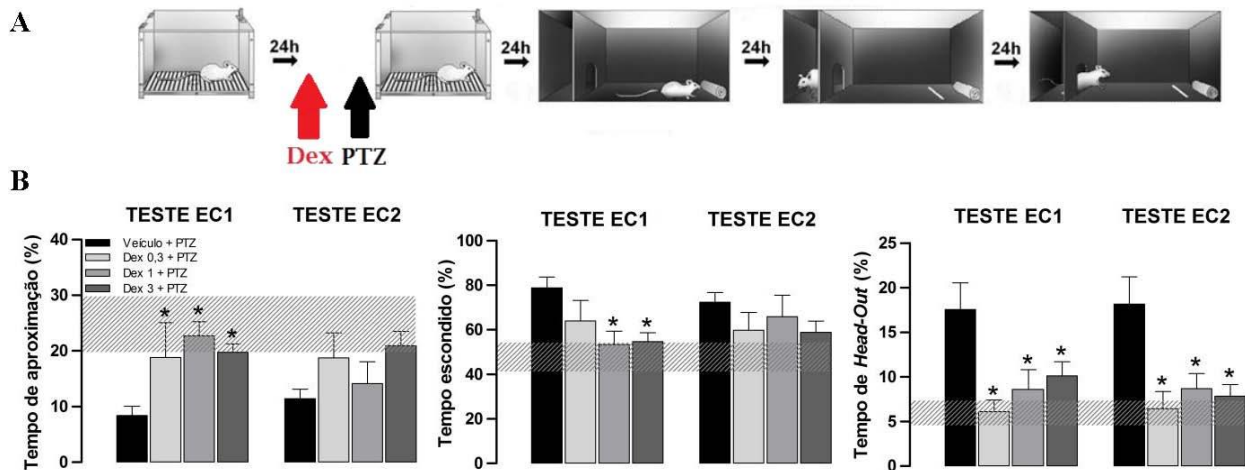 A
24h
24h
24h
24h
Dex PTZ
B
TESTE EC1 TESTE EC2
Tempo de aproximação (%)
40
30
20
10
0
Veículo + PTZ
Dex 0,3 + PTZ
Dex 1 + PTZ
Dex 3 + PTZ
* * *
TESTE EC1 TESTE EC2
Tempo escondido (%)
100
80
60
40
20
0
* *
TESTE EC1 TESTE EC2
Tempo de Head-Out (%)
25
20
15
10
5
0
* * * * * *